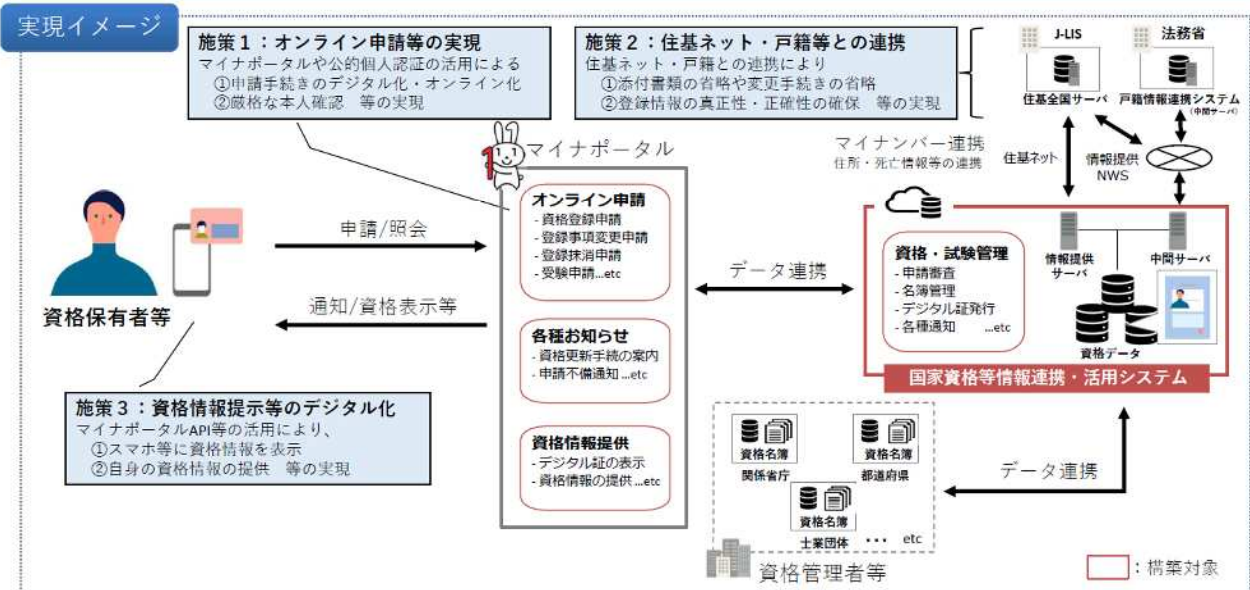 実現イメージ
施策１：オンライン申請等の実現
マイナポータルや公的個人認証の活用による
①申請手続きのデジタル化・オンライン化
②厳格な本人確認　等の実現
施策２：住基ネット・戸籍等との連携
住基ネット・戸籍との連携により
①添付書類の省略や変更手続きの省略
②登録情報の真正性・正確性の確保　等の実現
J-LIS
住基全国サーバ
法務省
戸籍情報連携システム
(中間サーバ)
マイナンバー連携
住所・死亡情報等の連携
住基ネット
情報提供
NWS
マイナポータル
オンライン申請
- 資格登録申請
- 登録事項変更申請
- 登録抹消申請
- 受験申請...etc
各種お知らせ
- 資格更新手続の案内
- 申請不備通知 ...etc
資格情報提供
- デジタル証の表示
- 資格情報の提供 ...etc
申請/照会
通知/資格表示等
資格保有者等
施策３：資格情報提示等のデジタル化
マイナポータルAPI等の活用により、
①スマホ等に資格情報を表示
②自身の資格情報の提供　等の実現
データ連携
資格・試験管理
- 申請審査
- 名簿管理
- デジタル証発行
- 各種通知　...etc
情報提供
サーバ
中間サーバ
資格データ
国家資格等情報連携・活用システム
データ連携
資格名簿
関係省庁
資格名簿
都道府県
資格名簿
士業団体
･･･ etc
資格管理者等
：構築対象